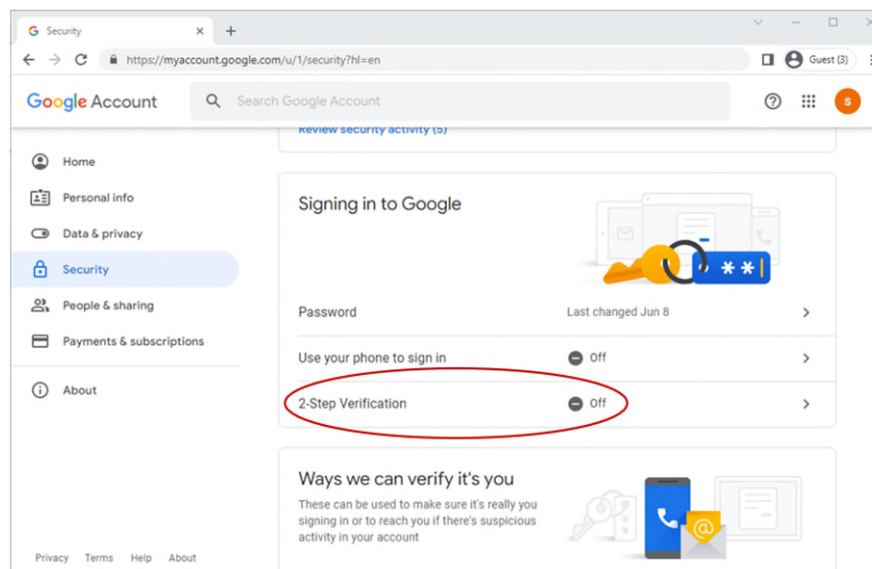 Security
https://myaccount.google.com/u/1/security?hl=en
Guest (3)
Google Account
Search Google Account
S
Review security activity (5)
Home
Personal info
Data & privacy
Security
People & sharing
Payments & subscriptions
About
Signing in to Google
Password Last changed Jun 8
Use your phone to sign in Off
2-Step Verification Off
Ways we can verify it's you
These can be used to make sure it's really you
signing in or to reach you if there's suspicious
activity in your account
Privacy Terms Help About